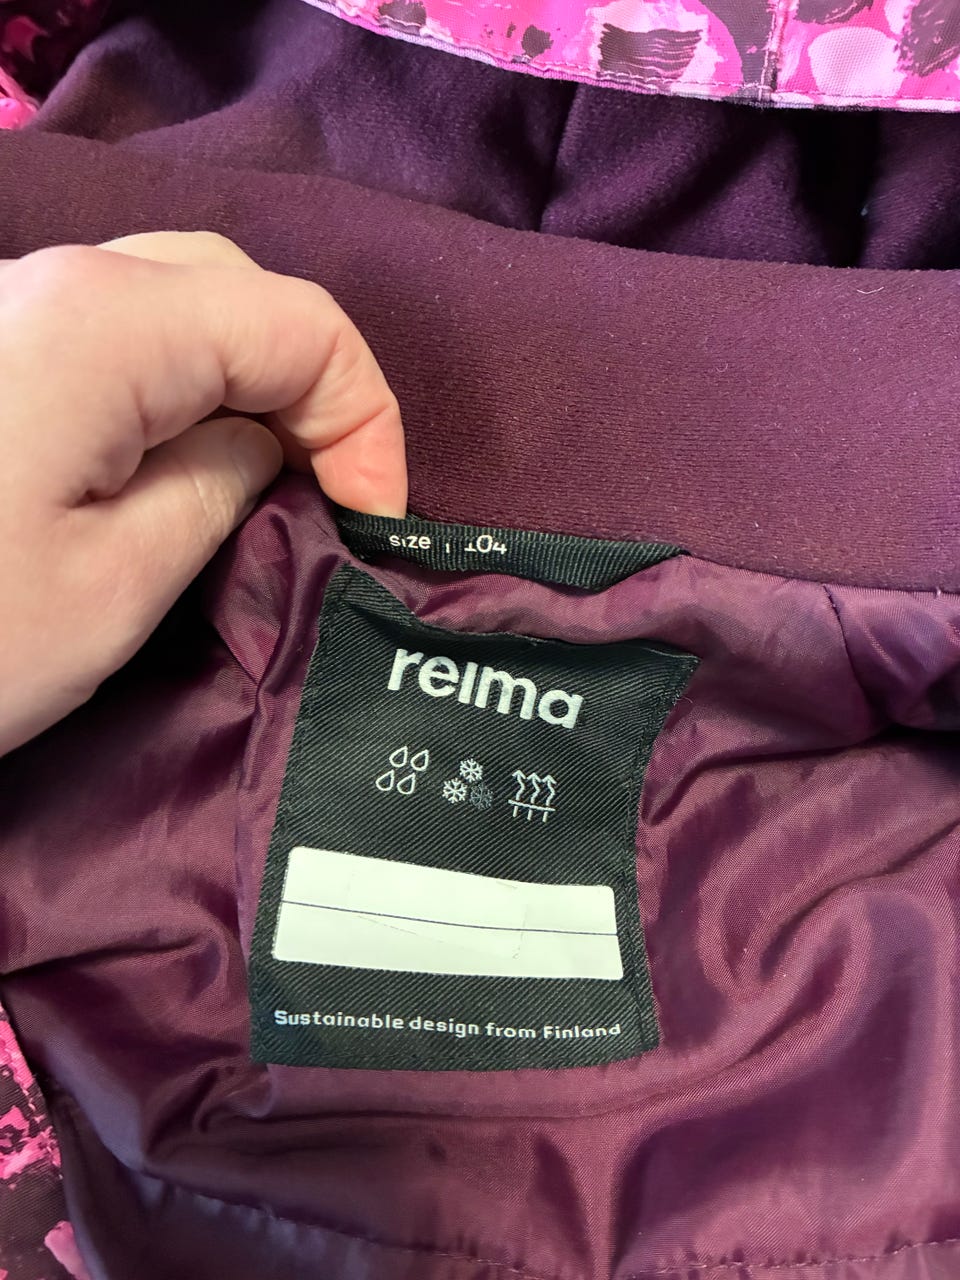 size 104
reima
Sustainable design from Finland